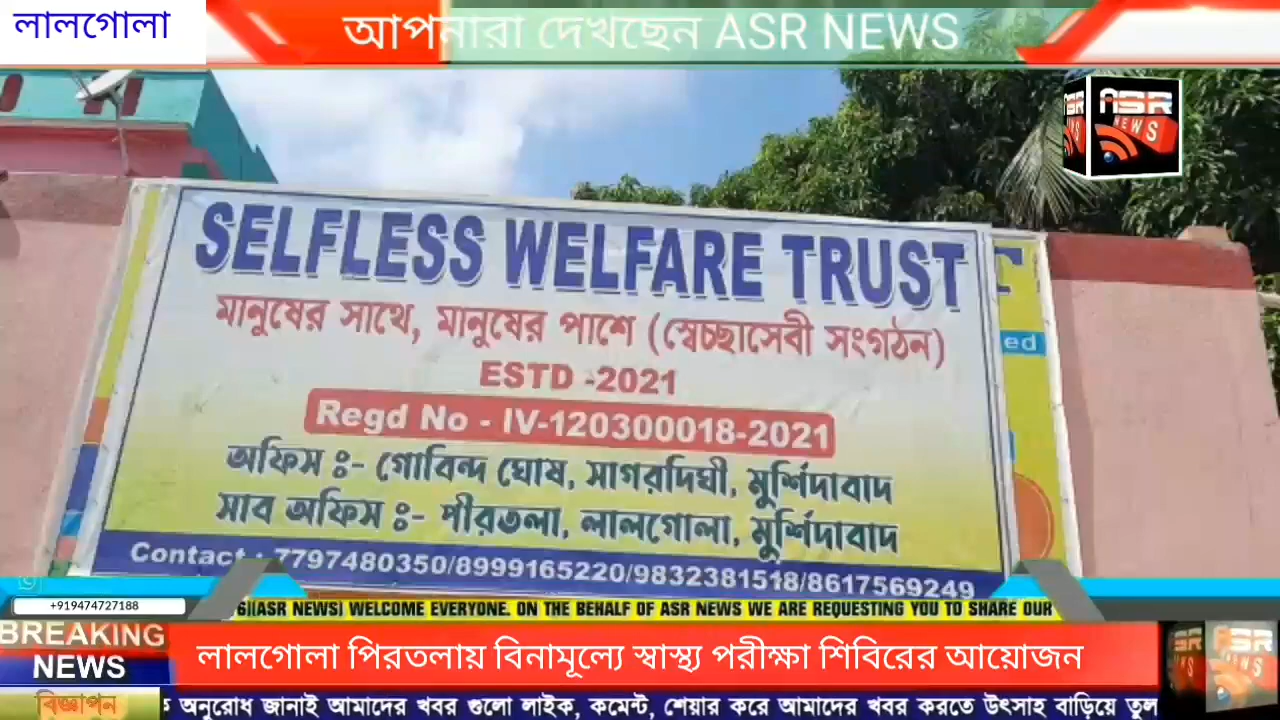 লালগোলা
আপনারা দেখছেন ASR NEWS
ASR
NEWS
SELFLESS WELFARE TRUST
মানুষের সাথে, মানুষের পাশে (স্বেচ্ছাসেবী সংগঠন)
ed
ESTD -2021
Regd No - IV-120300018-2021
অফিস ঃ- গোবিন্দ ঘোষ, সাগরদিঘী, মুর্শিদাবাদ
সাব অফিস ঃ- পীরতলা, লালগোলা, মুর্শিদাবাদ
Contact : 7797480350/8999165220/9832381518/8617569249
+919474727188
(ASR NEWS) WELCOME EVERYONE. ON THE BEHALF OF ASR NEWS WE ARE REQUESTING YOU TO SHARE OUR
BREAKING
NEWS
লালগোলা পিরতলায় বিনামূল্যে স্বাস্থ্য পরীক্ষা শিবিরের আয়োজন
ASR
NEWS
বিজ্ঞাপন
অনুরোধ জানাই আমাদের খবর গুলো লাইক, কমেন্ট, শেয়ার করে আমাদের খবর করতে উৎসাহ বাড়িয়ে তুল